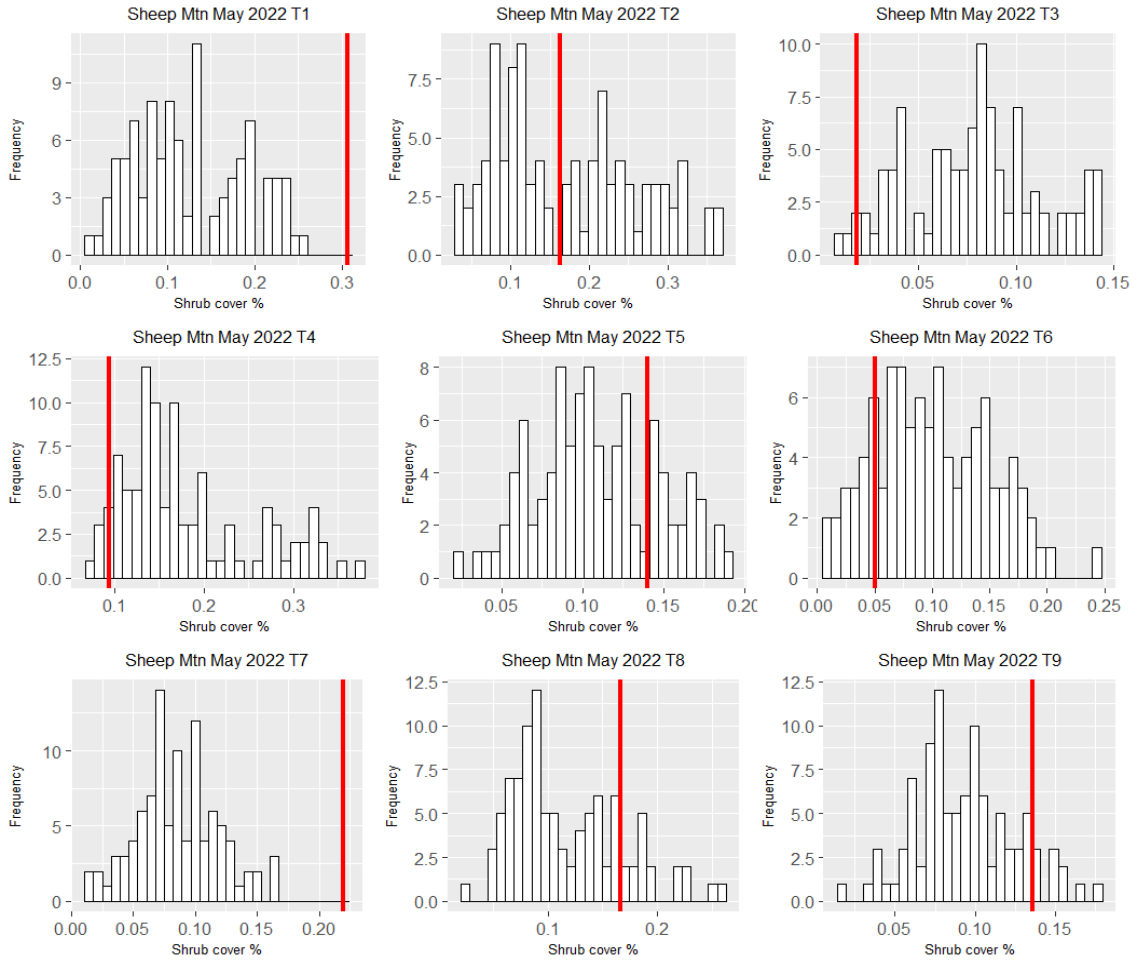 Sheep Mtn May 2022 T1
Sheep Mtn May 2022 T2
Sheep Mtn May 2022 T3
9
6
3
0
Frequency
0.0
0.1
0.2
0.3
Shrub cover %
7.5
5.0
2.5
0.0
Frequency
0.1
0.2
0.3
Shrub cover %
10.0
7.5
5.0
2.5
0.0
Frequency
0.05
0.10
0.15
Shrub cover %
Sheep Mtn May 2022 T4
Sheep Mtn May 2022 T5
Sheep Mtn May 2022 T6
12.5
10.0
7.5
5.0
2.5
0.0
Frequency
0.1
0.2
0.3
Shrub cover %
8
6
4
2
0
Frequency
0.05
0.10
0.15
0.20
Shrub cover %
6
4
2
0
Frequency
0.00
0.05
0.10
0.15
0.20
0.25
Shrub cover %
Sheep Mtn May 2022 T7
Sheep Mtn May 2022 T8
Sheep Mtn May 2022 T9
10
5
0
Frequency
0.00
0.05
0.10
0.15
0.20
Shrub cover %
12.5
10.0
7.5
5.0
2.5
0.0
Frequency
0.1
0.2
Shrub cover %
12.5
10.0
7.5
5.0
2.5
0.0
Frequency
0.05
0.10
0.15
Shrub cover %